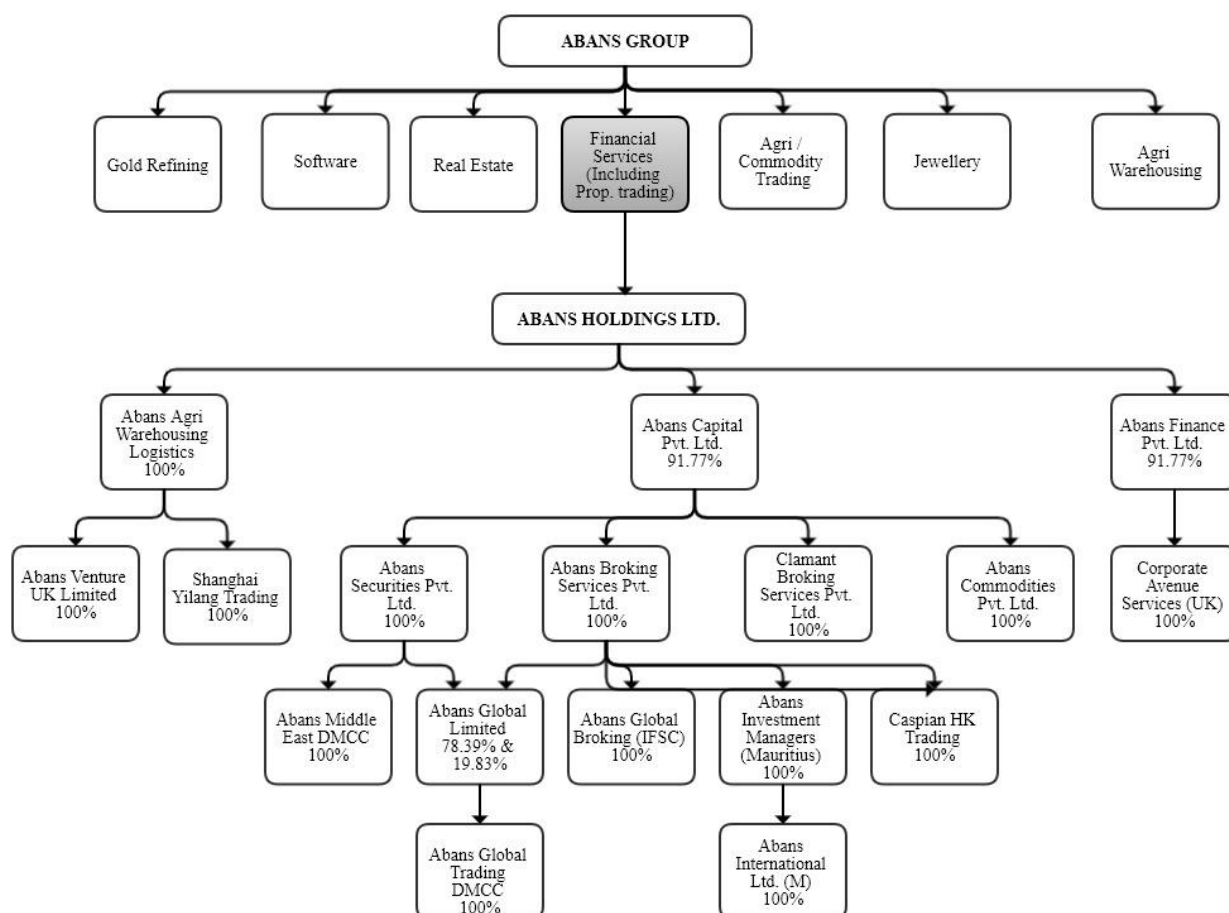 ABANS GROUP
Gold Refining
Software
Real Estate
Financial
Services
(Including
Prop. trading)
Agri /
Commodity
Trading
Jewellery
Agri
Warehousing
ABANS HOLDINGS LTD.
Abans Agri
Warehousing
Logistics
100%
Abans Capital
Pvt. Ltd.
91.77%
Abans Finance
Pvt. Ltd.
91.77%
Abans Venture
UK Limited
100%
Shanghai
Yilang Trading
100%
Abans
Securities Pvt.
Ltd.
100%
Abans Broking
Services Pvt.
Ltd.
100%
Clamant
Broking
Services Pvt.
Ltd.
100%
Abans
Commodities
Pvt. Ltd.
100%
Corporate
Avenue
Services (UK)
100%
Abans Middle
East DMCC
100%
Abans Global
Limited
78.39% &
19.83%
Abans Global
Broking (IFSC)
100%
Abans
Investment
Managers
(Mauritius)
100%
Caspian HK
Trading
100%
Abans Global
Trading
DMCC
100%
Abans
International
Ltd. (M)
100%